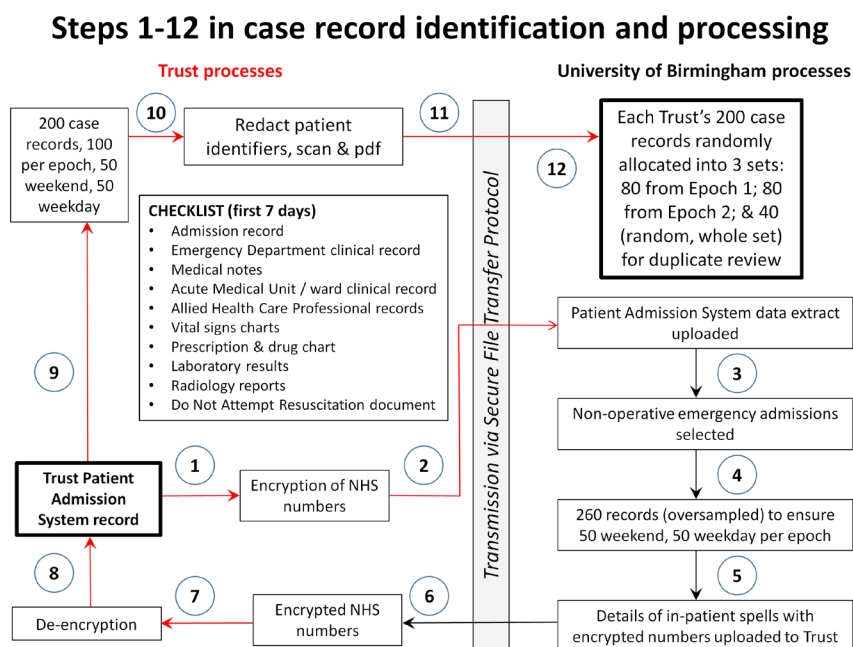 Steps 1-12 in case record identification and processing
Trust processes
University of Birmingham processes
200 case
records, 100
per epoch, 50
weekend, 50
weekday
10
Redact patient
identifiers, scan & pdf
11
12
Each Trust's 200 case
records randomly
allocated into 3 sets:
80 from Epoch 1; 80
from Epoch 2; & 40
(random, whole set)
for duplicate review
CHECKLIST (first 7 days)
• Admission record
• Emergency Department clinical record
• Medical notes
• Acute Medical Unit / ward clinical record
• Allied Health Care Professional records
• Vital signs charts
• Prescription & drug chart
• Laboratory results
• Radiology reports
• Do Not Attempt Resuscitation document
Transmission via Secure File Transfer Protocol
Patient Admission System data extract
uploaded
3
Non-operative emergency admissions
selected
4
260 records (oversampled) to ensure
50 weekend, 50 weekday per epoch
5
Details of in-patient spells with
encrypted numbers uploaded to Trust
9
Trust Patient
Admission
System record
1
Encryption of NHS
numbers
2
8
De-encryption
7
Encrypted NHS
numbers
6